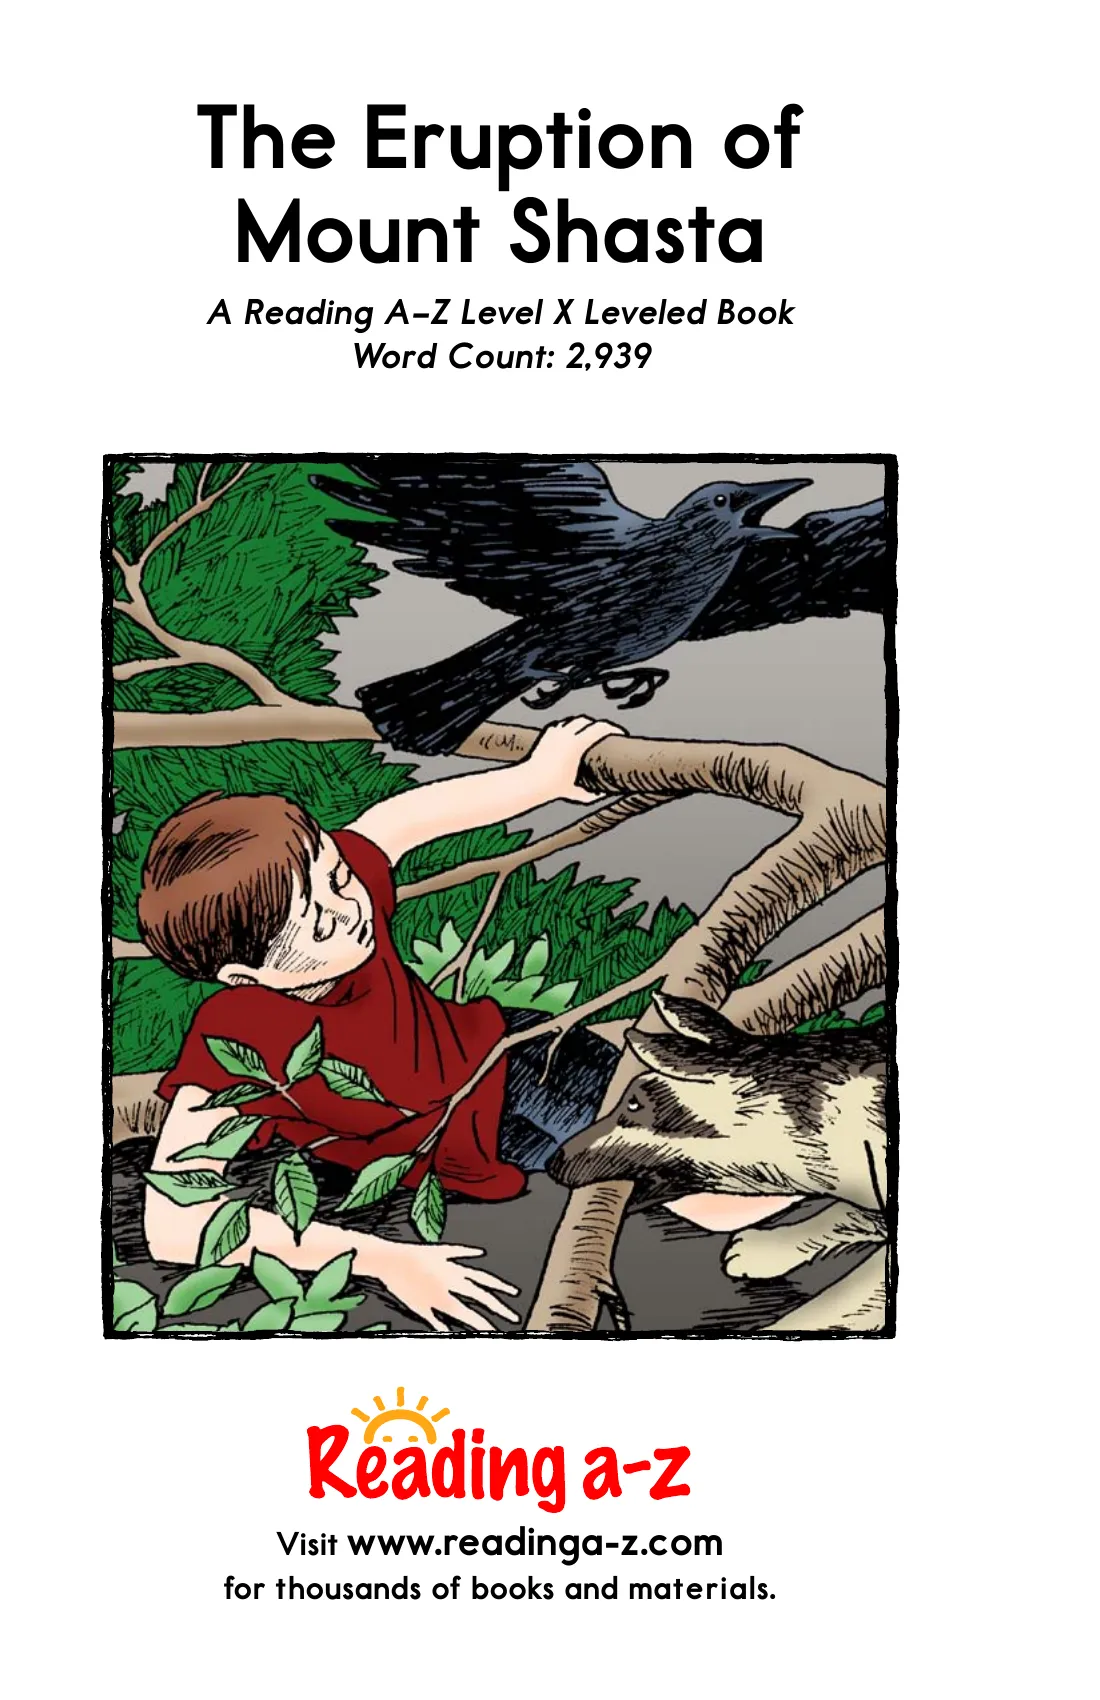 The Eruption of
Mount Shasta
A Reading A–Z Level X Leveled Book
Word Count: 2,939
Reading a-z
Visit www.readinga-z.com
for thousands of books and materials.